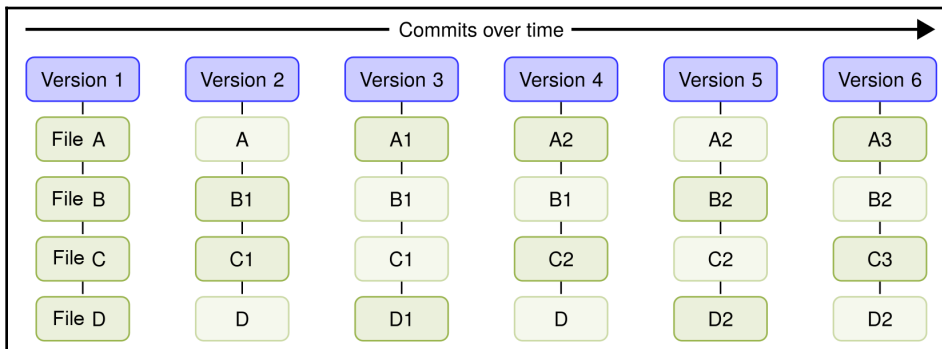 Commits over time
Version 1 Version 2 Version 3 Version 4 Version 5 Version 6
File A A A1 A2 A2 A3
File B B1 B1 B1 B2 B2
File C C1 C1 C2 C2 C3
File D D D1 D D2 D2